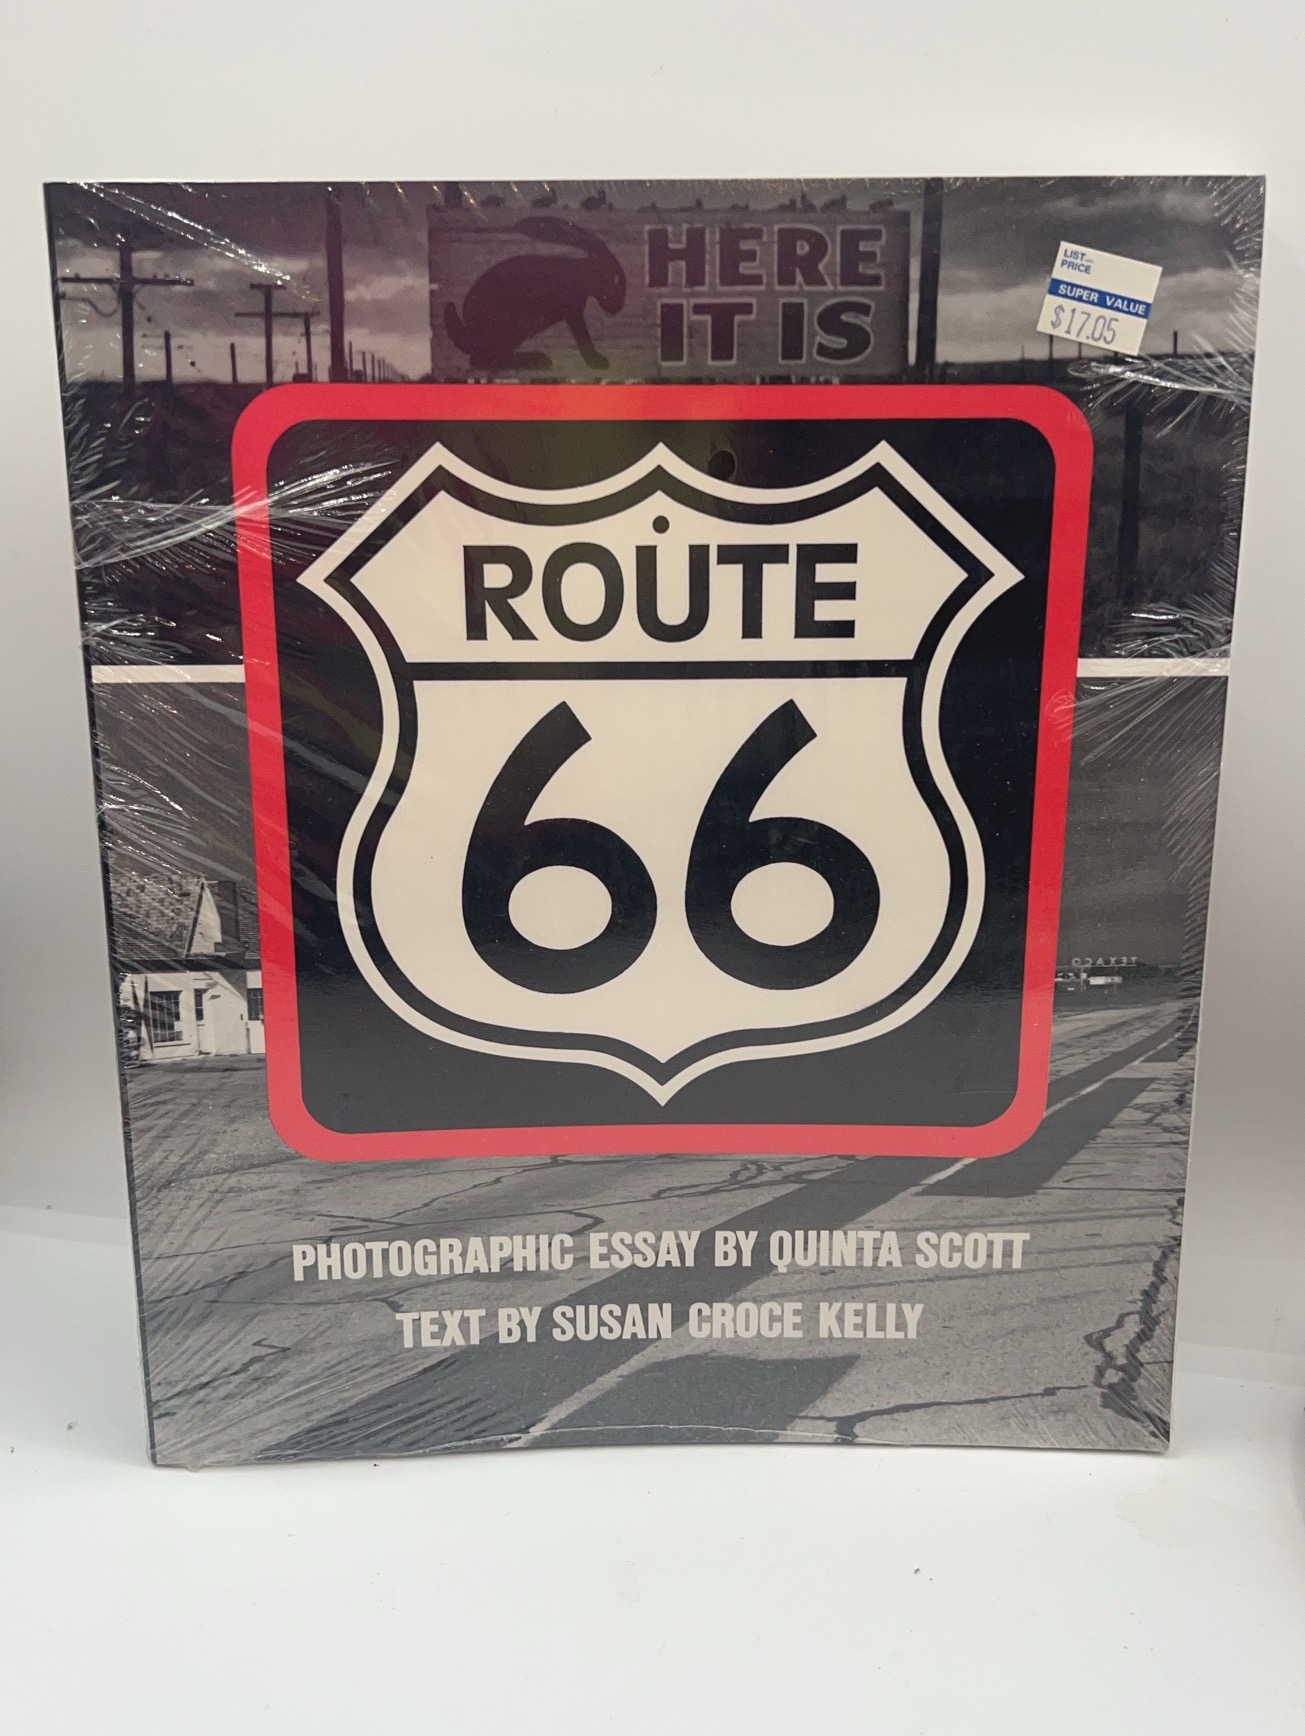 HERE
IT IS
LIST
PRICE
SUPER VALUE
$17.05
ROUTE
66
TEXACO
PHOTOGRAPHIC ESSAY BY QUINTA SCOTT
TEXT BY SUSAN CROCE KELLY